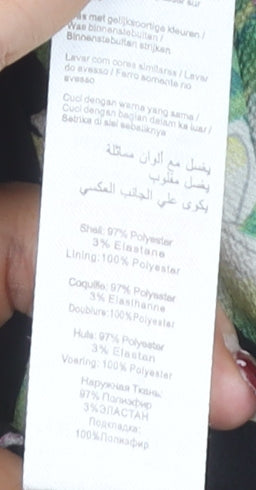 sur
met gelijksoortige kleuren /
Was binnenstebuiten /
Binnenstebuiten strijken
Lavar com cores similares / Lavar
do avesso / Ferro somente no
avesso
Cuci dengan warna yang sama /
Cuci dengan bagian dalam ke luar /
Setrika di sisi sebaliknya
يغسل مع ألوان مماثلة
يغسل مقلوب
يكوى علي الجانب العكسي
Shell: 97% Polyester
3% Elastane
Lining: 100% Polyester
Coquille: 97% Polyester
3% Elasthanne
Doublure: 100% Polyester
Huls: 97% Polyester
3% Elastan
Voering: 100% Polyester
Наружная Ткань:
97% Полиэфир
3%ЭЛАСТАН
Подкладка:
100%Полиэфир